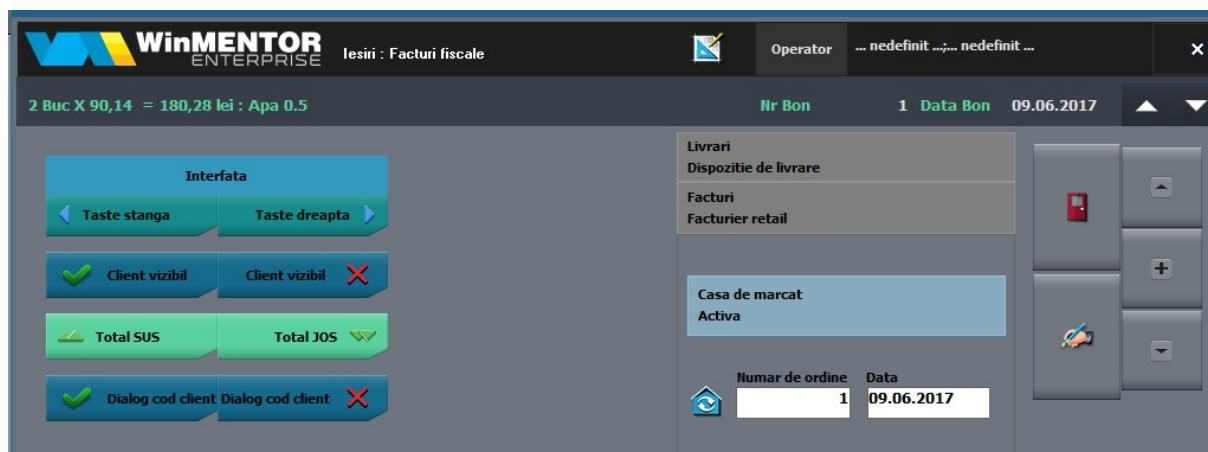 WinMENTOR
ENTERPRISE
Iesiri : Facturi fiscale
Operator
... nedefinit ...;... nedefinit ...
2 Buc X 90,14 = 180,28 lei : Apa 0.5
Nr Bon 1 Data Bon 09.06.2017
Interfata
Taste stanga Taste dreapta
Client vizibil Client vizibil
Total SUS Total JOS
Dialog cod client Dialog cod client
Livrari
Dispozitie de livrare
Facturi
Facturier retail
Casa de marcat
Activa
Numar de ordine Data
1 09.06.2017